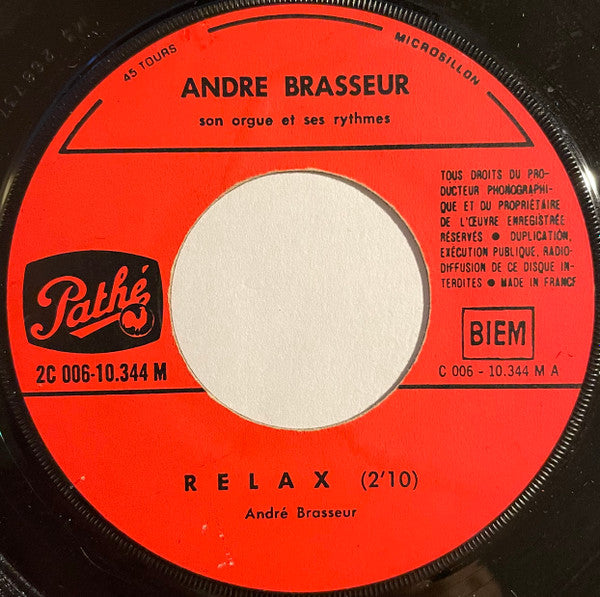 45 TOURS
MICROSILLON
ANDRE BRASSEUR
son orgue et ses rythmes
TOUS DROITS DU PRO-
DUCTEUR PHONOGRAPHI-
QUE ET DU PROPRIÉTAIRE
DE L'ŒUVRE ENREGISTRÉE
RÉSERVÉS ● DUPLICATION,
EXÉCUTION PUBLIQUE, RADIO-
DIFFUSION DE CE DISQUE IN-
TERDITES ● MADE IN FRANCE
Pathé
2C 006-10.344 M
BIEM
C 006 - 10.344 M A
RELAX (2'10)
André Brasseur